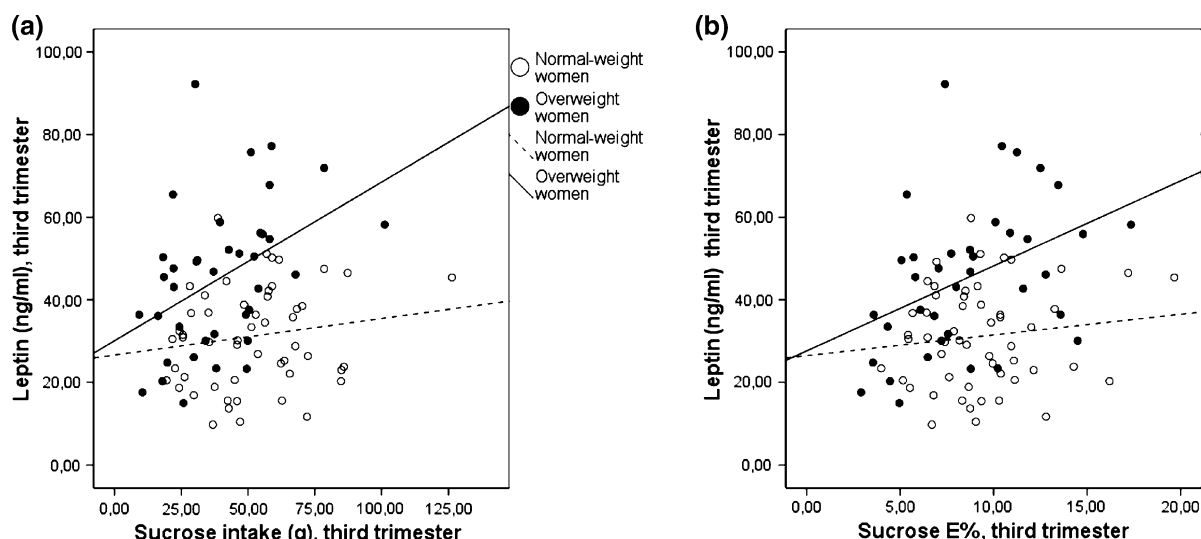 (a)
100,00
80,00
60,00
40,00
20,00
0,00
Leptin (ng/ml), third trimester
0,00 25,00 50,00 75,00 100,00 125,00
Sucrose intake (g), third trimester
Normal-weight
women
Overweight
women
Normal-weight
women
Overweight
women
(b)
100,00
80,00
60,00
40,00
20,00
0,00
Leptin (ng/ml) third trimester
0,00 5,00 10,00 15,00 20,00
Sucrose E%, third trimester